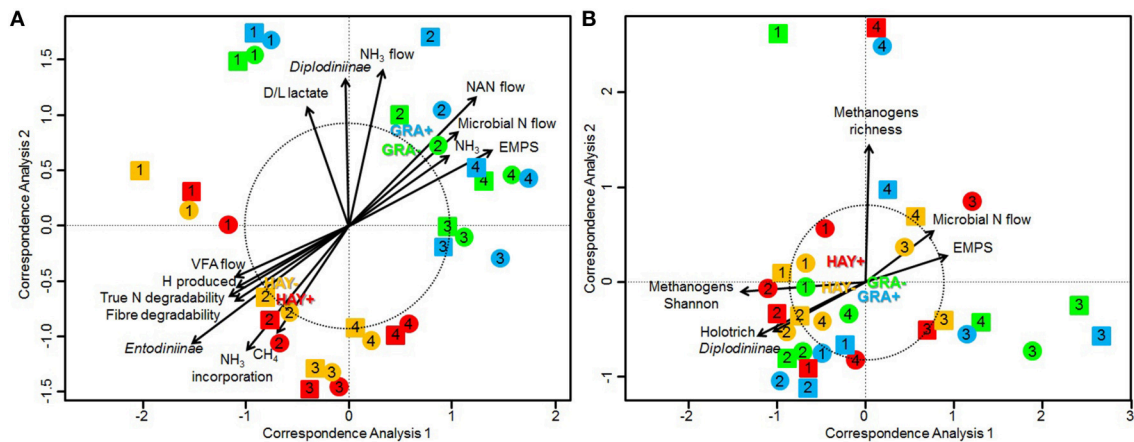 A
Correspondence Analysis 2
1.5
1.0
0.5
0.0
-0.5
-1.0
-1.5
-2
-1
0
1
2
Correspondence Analysis 1
1
1
1
1
2
NH3 flow
Diplodiniinae
D/L lactate
NAN flow
2
2
GRA+
Microbial N flow
GRA-
2
NH3
EMPS
1
4
4
4
4
1
1
1
1
3
3
3
3
VFA flow
H produced
True N degradability
Fibre degradability
Entodiniinae
HAY-
HAY+
2
2
2
2
CH4
NH3
incorporation
4
4
4
4
3
3
3
3
B
Correspondence Analysis 2
2
1
0
-1
-1
0
1
2
3
Correspondence Analysis 1
1
4
4
Methanogens
richness
4
3
4
Microbial N flow
1
3
EMPS
1
HAY+
1
Methanogens
Shannon
2
1
HAY-
GRA-
GRA+
Holotrich
Diplodiniinae
2
2
2
4
4
3
3
4
3
3
3
3
2
2
1
1
1
4
2
2